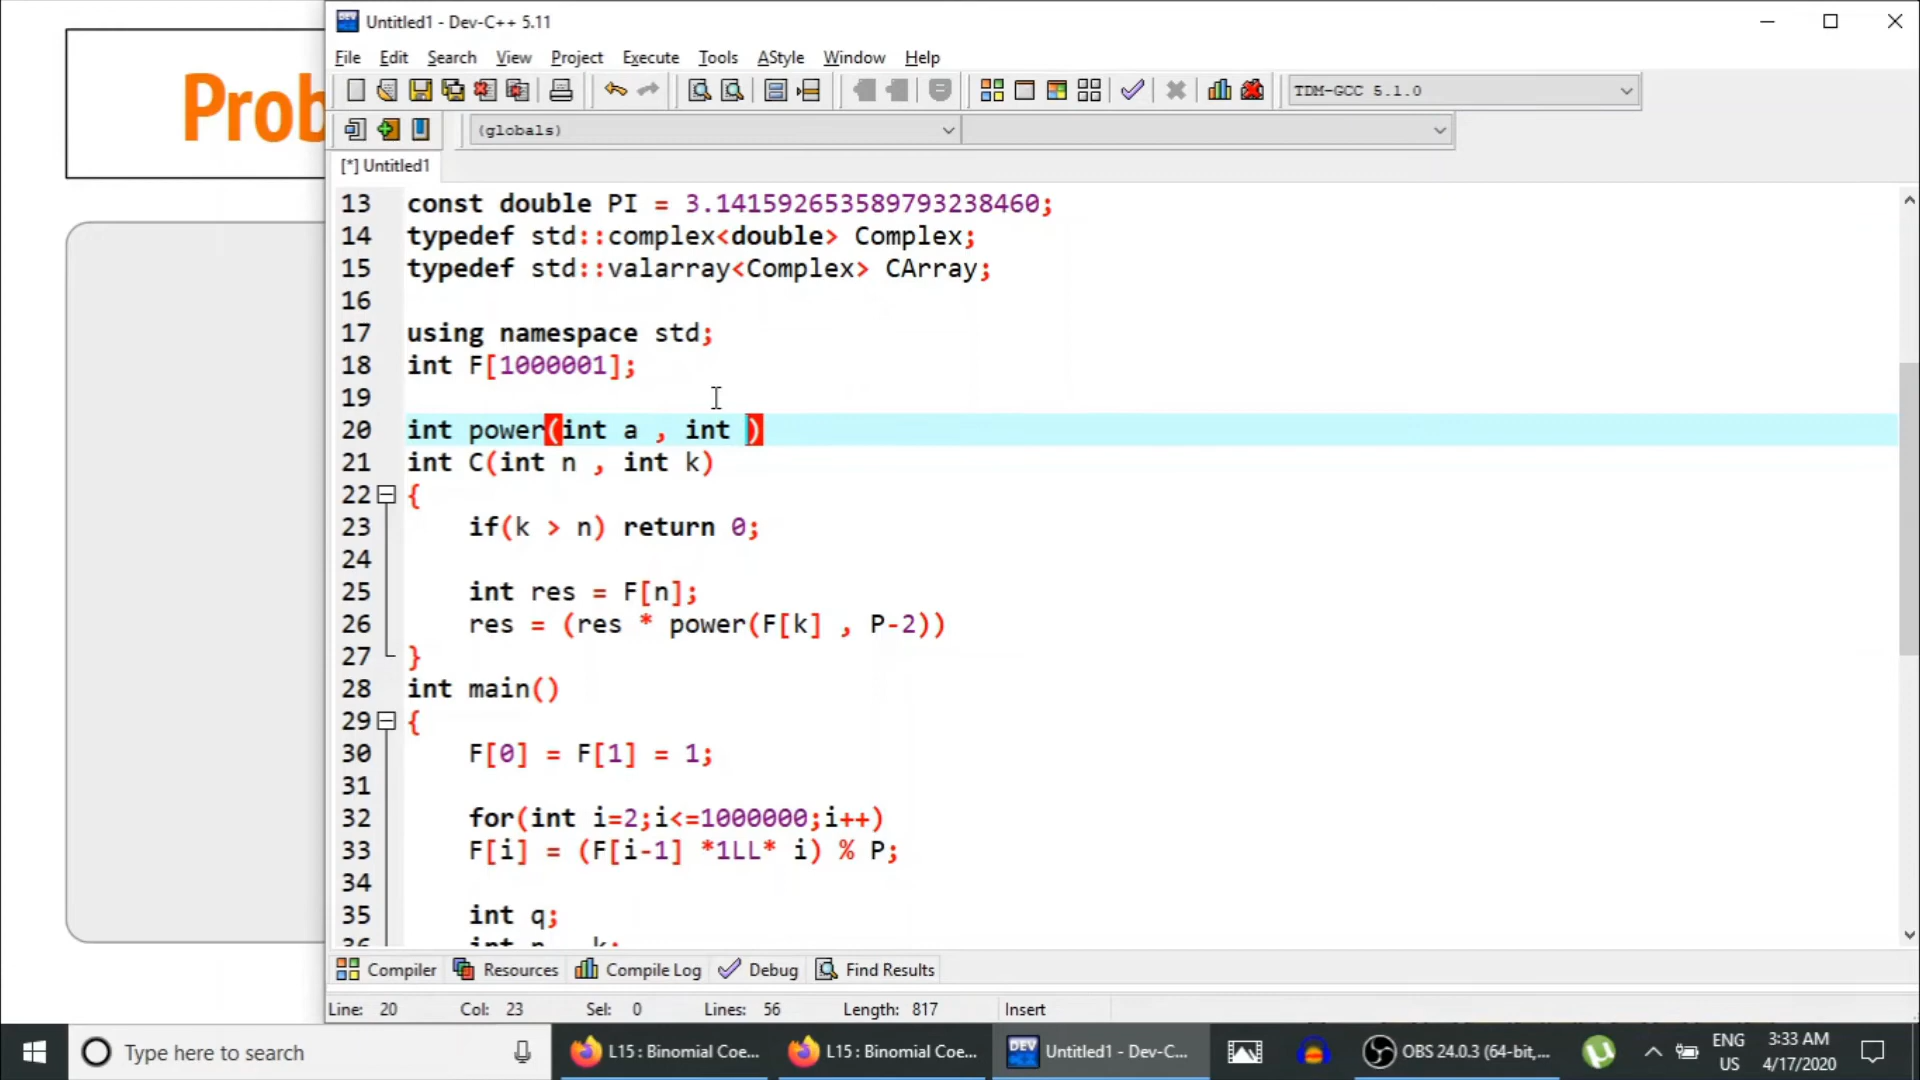 Prob
Untitled1 - Dev-C++ 5.11
File Edit Search View Project Execute Tools AStyle Window Help
TDM-GCC 5.1.0
(globals)
[*] Untitled1
13 const double PI = 3.141592653589793238460;
14 typedef std::complex<double> Complex;
15 typedef std::valarray<Complex> CArray;
16
17 using namespace std;
18 int F[1000001];
19
20 int power(int a , int )
21 int C(int n , int k)
22 {
23 if(k > n) return 0;
24
25 int res = F[n];
26 res = (res * power(F[k] , P-2))
27 }
28 int main()
29 {
30 F[0] = F[1] = 1;
31
32 for(int i=2;i<=1000000;i++)
33 F[i] = (F[i-1] *1LL* i) % P;
34
35 int q;
Compiler Resources Compile Log Debug Find Results
Line: 20 Col: 23 Sel: 0 Lines: 56 Length: 817 Insert
Type here to search
L15 : Binomial Coe...
L15 : Binomial Coe...
DEV
Untitled1 - Dev-C...
OBS 24.0.3 (64-bit,...
ENG
US
3:33 AM
4/17/2020